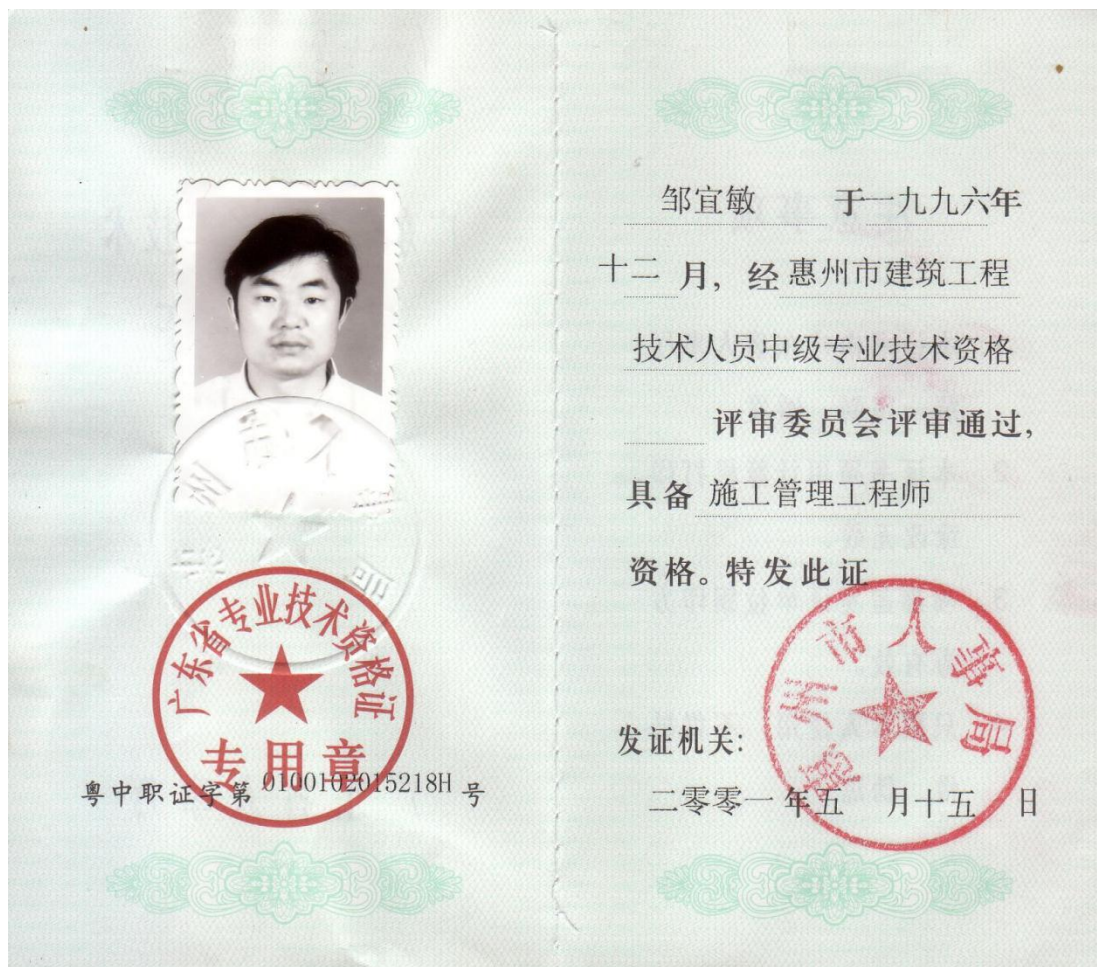 广东省专业技术资格证
专用章
粤中职证字第 0100102015218H 号
邹宜敏 于一九九六年
十二 月，经 惠州市建筑工程
技术人员中级专业技术资格
评审委员会评审通过，
具备 施工管理工程师
资格。特发此证
惠州市人事局
发证机关：
二零零一 年五 月十五 日